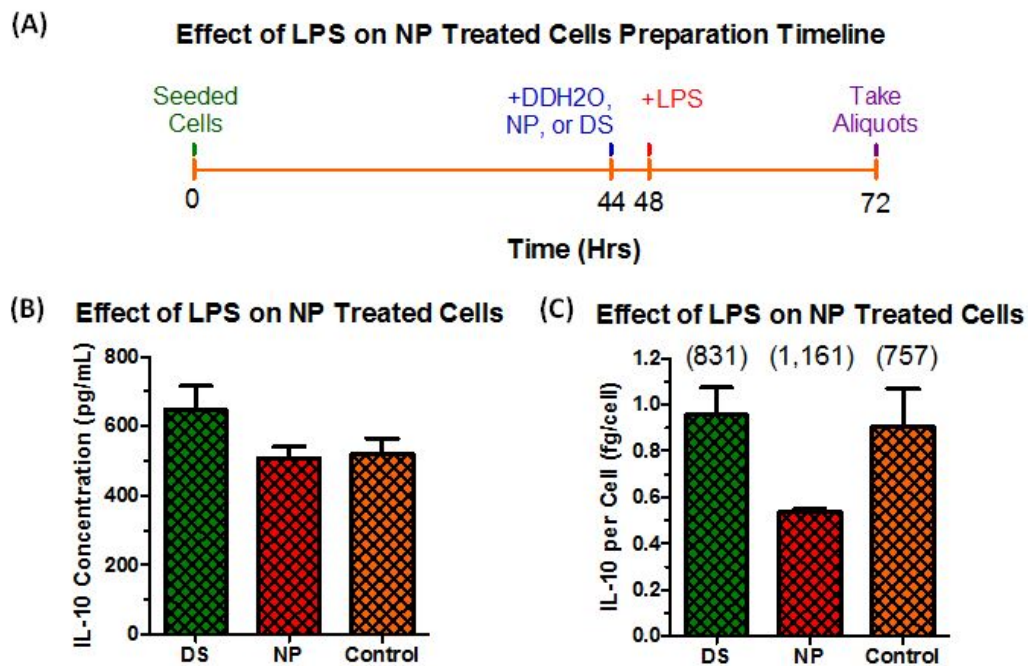 (A)
Effect of LPS on NP Treated Cells Preparation Timeline
Seeded
Cells
+DDH2O,
NP, or DS
+LPS
Take
Aliquots
0
44
48
72
Time (Hrs)
(B)
Effect of LPS on NP Treated Cells
IL-10 Concentration (pg/mL)
800
600
400
200
0
DS
NP
Control
(C)
Effect of LPS on NP Treated Cells
IL-10 per Cell (fg/cell)
(831)
(1,161)
(757)
1.2
1.0
0.8
0.6
0.4
0.2
0.0
DS
NP
Control